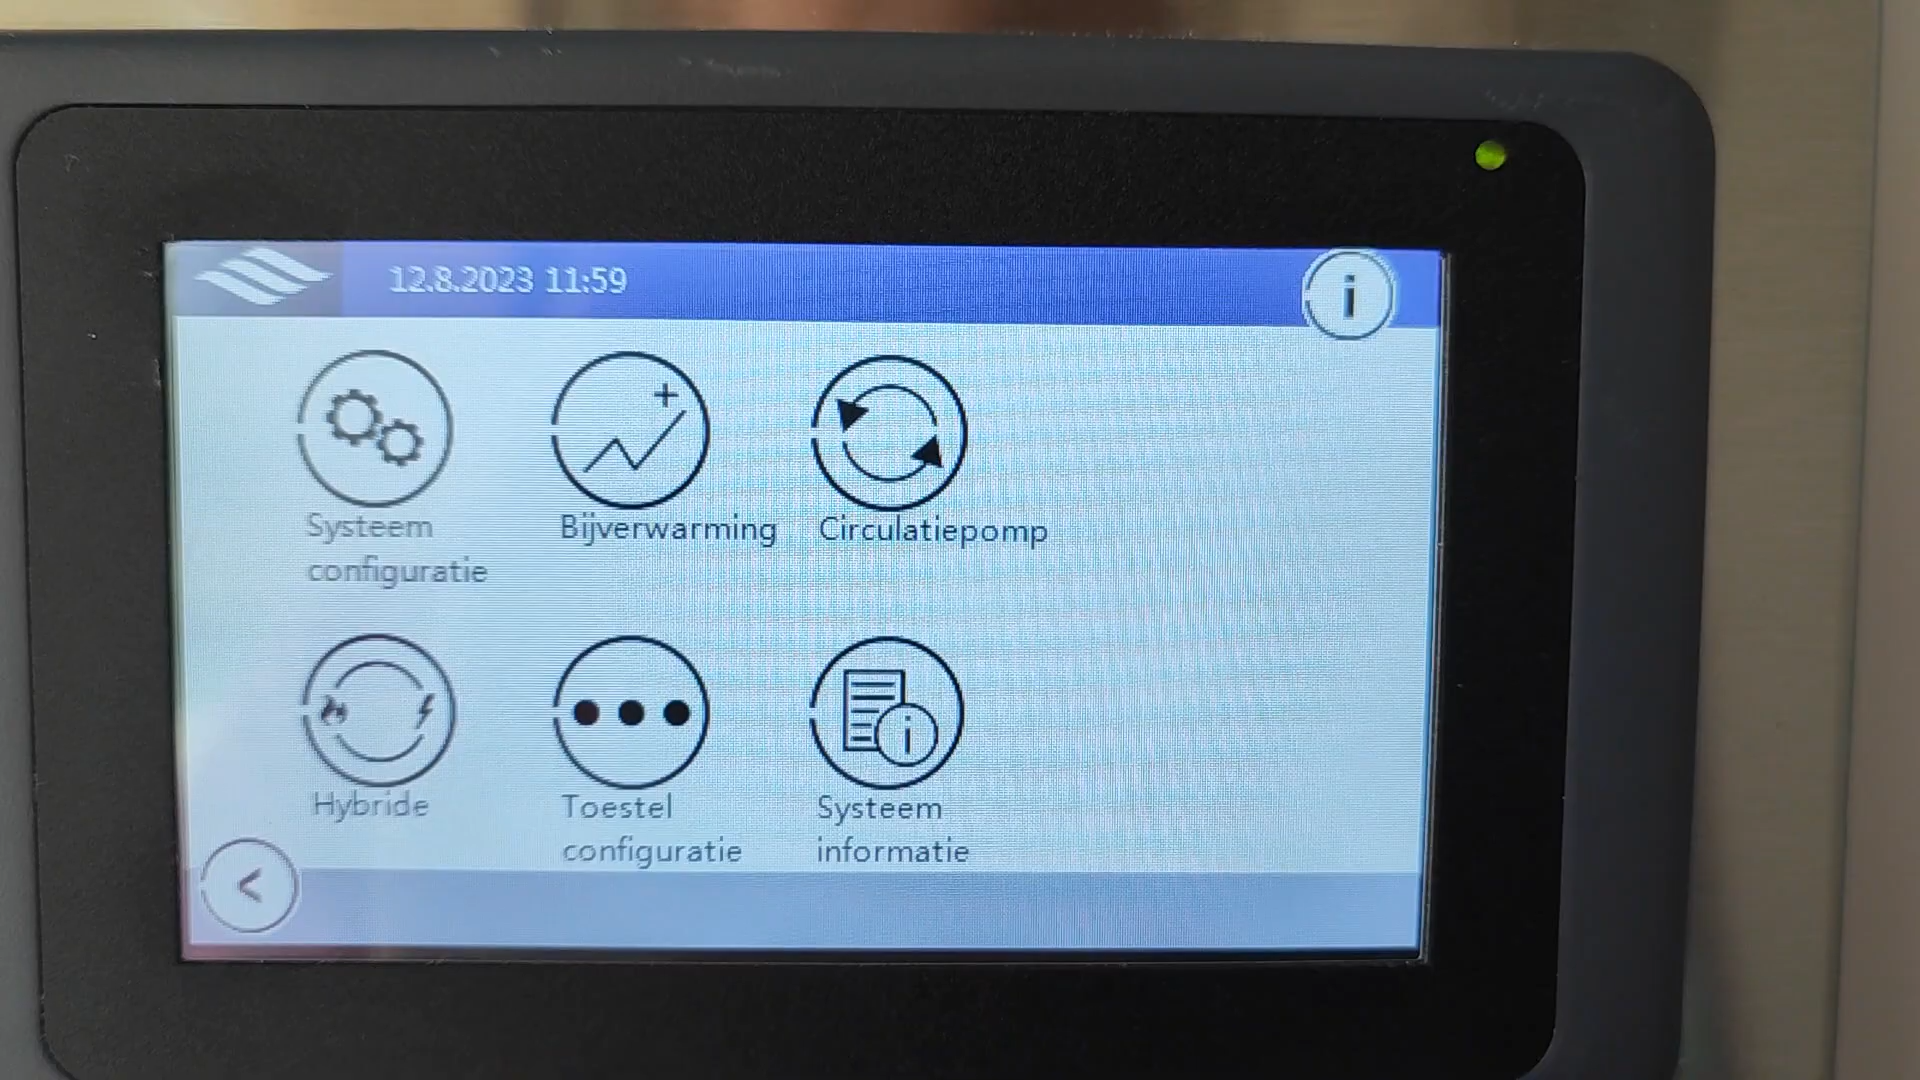 12.8.2023 11:59
i
Systeem
configuratie
Bijverwarming
Circulatiepomp
Hybride
Toestel
configuratie
Systeem
informatie
<